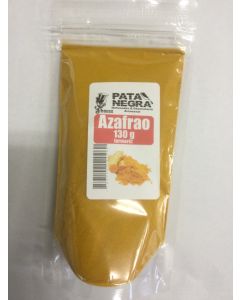 PATA
NEGRA
Azafrao
130 g
turmeric